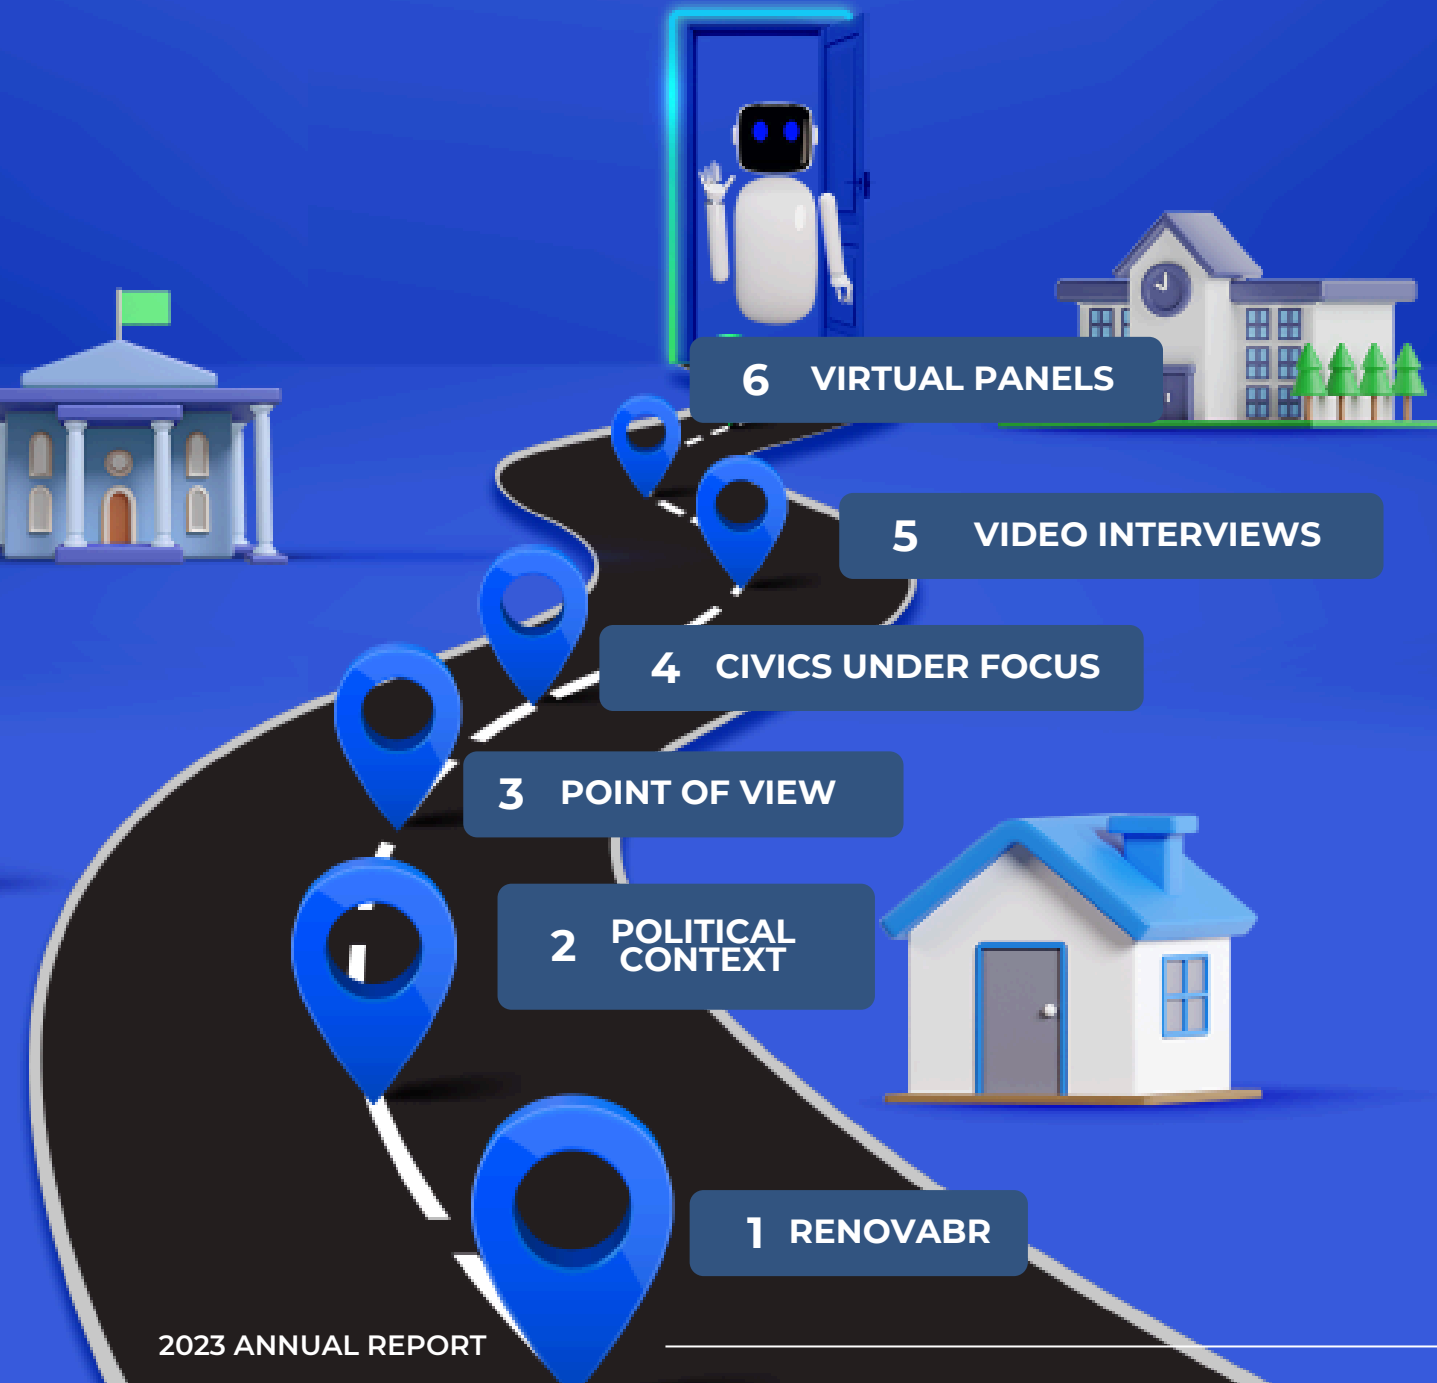 6 VIRTUAL PANELS
5 VIDEO INTERVIEWS
4 CIVICS UNDER FOCUS
3 POINT OF VIEW
2 POLITICAL
CONTEXT
1 RENOVABR
2023 ANNUAL REPORT